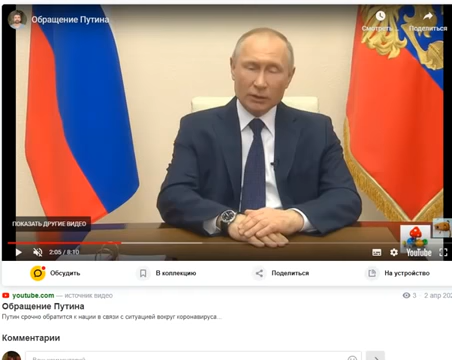 Обращение Путина
Смотреть...
Поделиться
ПОКАЗАТЬ ДРУГИЕ ВИДЕО
2:05 / 8:10
YouTube
Обсудить
В коллекцию
Поделиться
На устройство
youtube.com — источник видео
3 2 апр 202
Обращение Путина
Путин срочно обратится к нации в связи с ситуацией вокруг коронавируса...
Комментарии